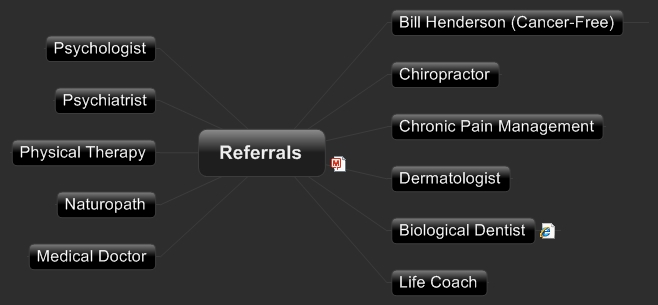 Psychologist
Psychiatrist
Physical Therapy
Naturopath
Medical Doctor
Referrals
Bill Henderson (Cancer-Free)
Chiropractor
Chronic Pain Management
Dermatologist
Biological Dentist
Life Coach